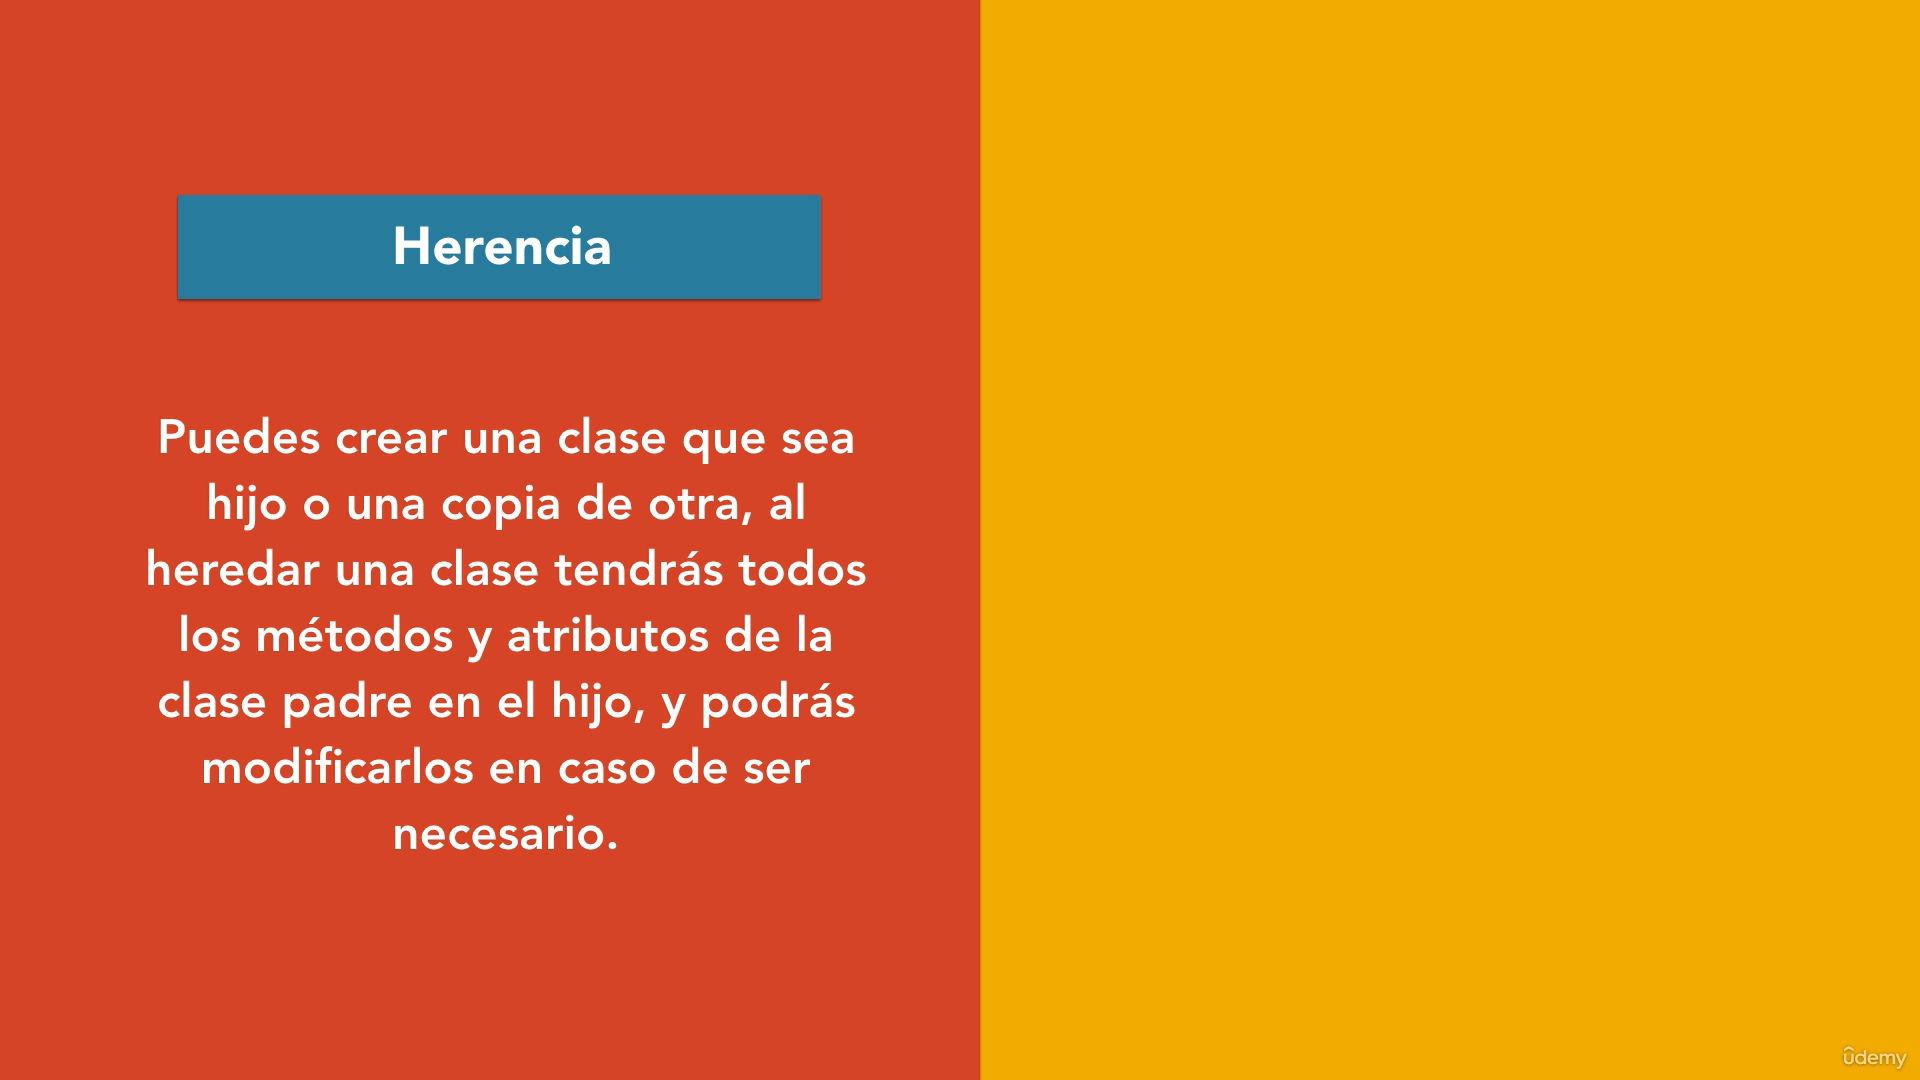 Herencia
Puedes crear una clase que sea
hijo o una copia de otra, al
heredar una clase tendrás todos
los métodos y atributos de la
clase padre en el hijo, y podrás
modificarlos en caso de ser
necesario.
ûdemy